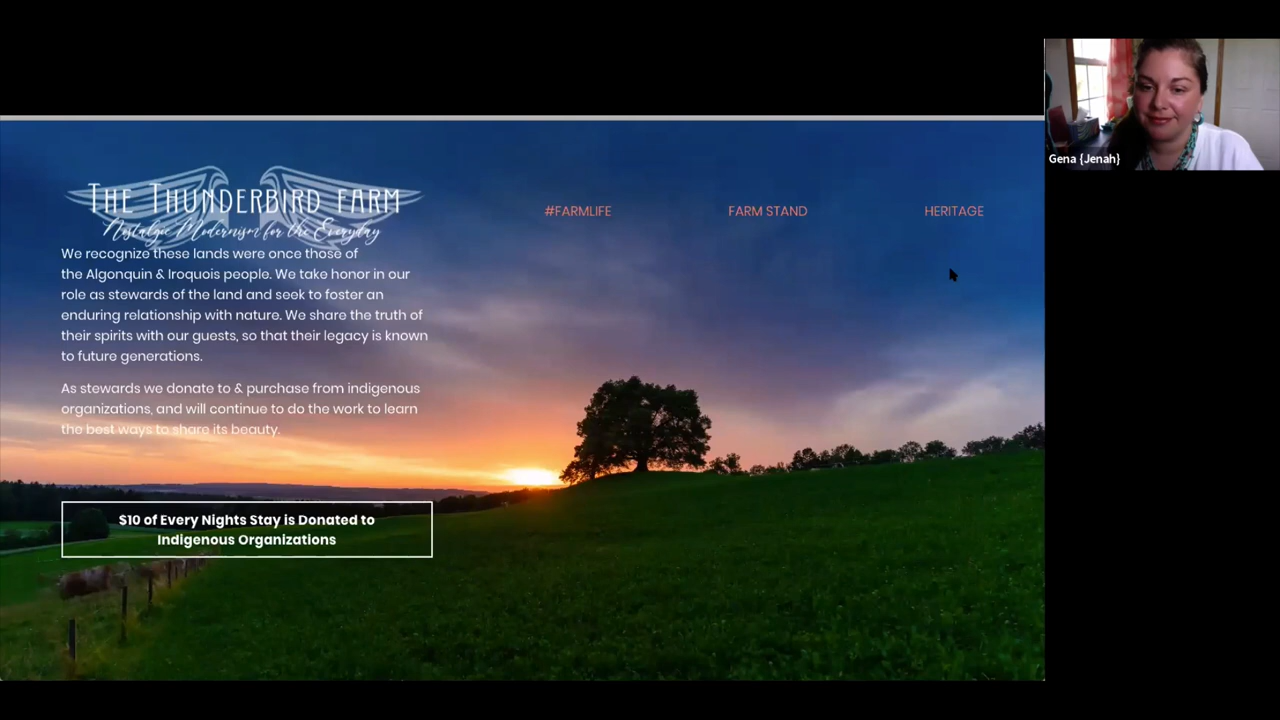 THE THUNDERBIRD FARM
Nostalgic Modernism for the Everyday
#FARMLIFE
FARM STAND
HERITAGE
We recognize these lands were once those of
the Algonquin & Iroquois people. We take honor in our
role as stewards of the land and seek to foster an
enduring relationship with nature. We share the truth of
their spirits with our guests, so that their legacy is known
to future generations.
As stewards we donate to & purchase from indigenous
organizations, and will continue to do the work to learn
the best ways to share its beauty.
$10 of Every Nights Stay is Donated to
Indigenous Organizations
Gena {Jenah}